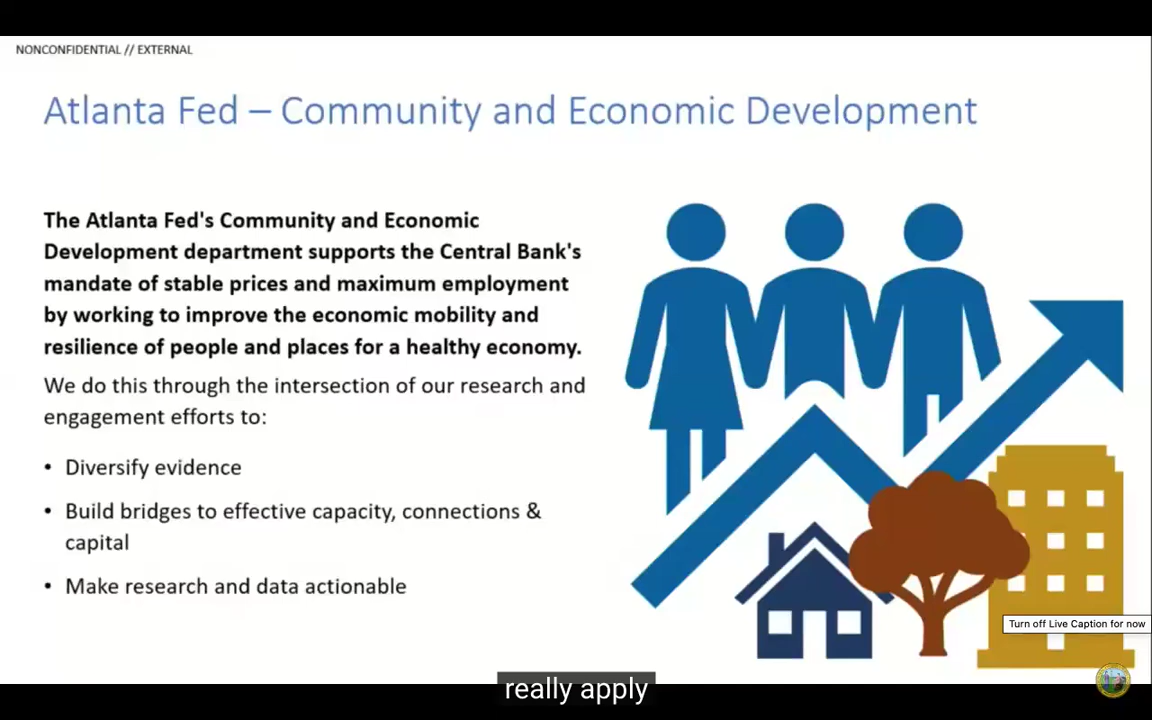 NONCONFIDENTIAL // EXTERNAL
Atlanta Fed – Community and Economic Development
The Atlanta Fed's Community and Economic
Development department supports the Central Bank's
mandate of stable prices and maximum employment
by working to improve the economic mobility and
resilience of people and places for a healthy economy.
We do this through the intersection of our research and
engagement efforts to:
• Diversify evidence
• Build bridges to effective capacity, connections &
capital
• Make research and data actionable
Turn off Live Caption for now
really apply